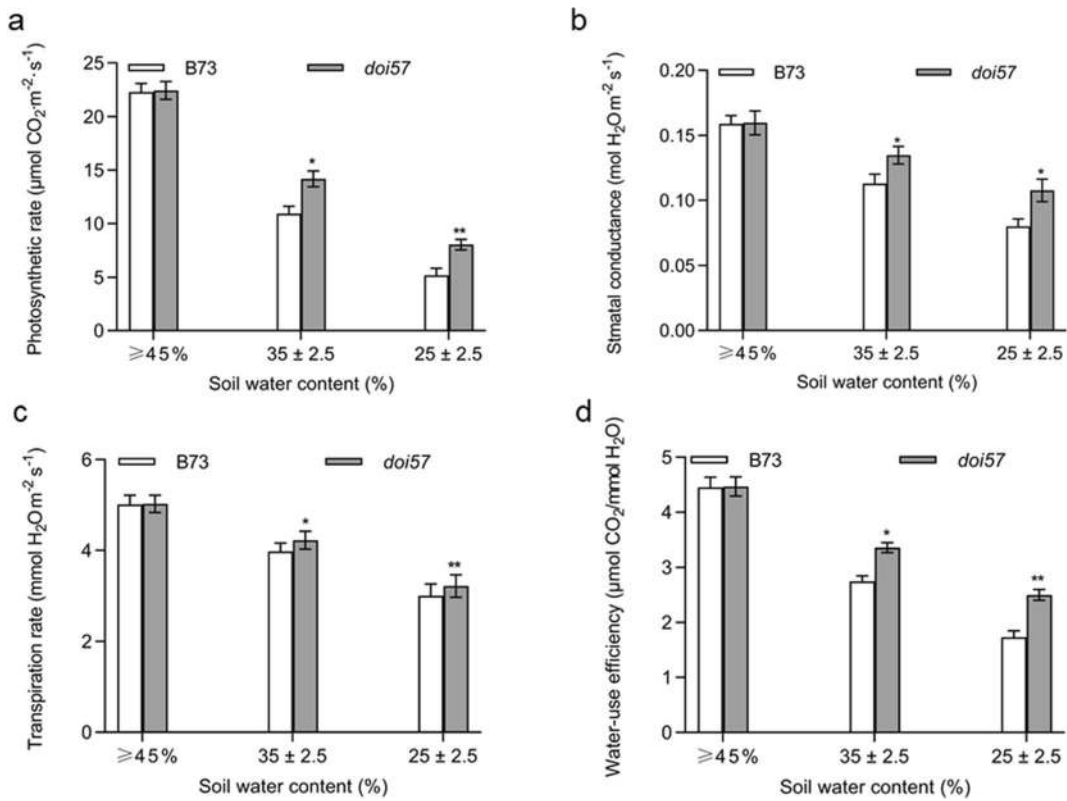 a
Photosynthetic rate (μmol CO₂·m⁻²·s⁻¹)
B73
doi57
25
20
15
10
5
0
*
**
≥45%
35 ± 2.5
25 ± 2.5
Soil water content (%)
b
Stmatal conductance (mol H₂Om⁻² s⁻¹)
B73
doi57
0.20
0.15
0.10
0.05
0.00
*
*
≥45%
35 ± 2.5
25 ± 2.5
Soil water content (%)
c
Transpiration rate (mmol H₂Om⁻² s⁻¹)
B73
doi57
6
4
2
0
*
**
≥45%
35 ± 2.5
25 ± 2.5
Soil water content (%)
d
Water-use efficiency (μmol CO₂/mmol H₂O)
B73
doi57
5
4
3
2
1
0
*
**
≥45%
35 ± 2.5
25 ± 2.5
Soil water content (%)